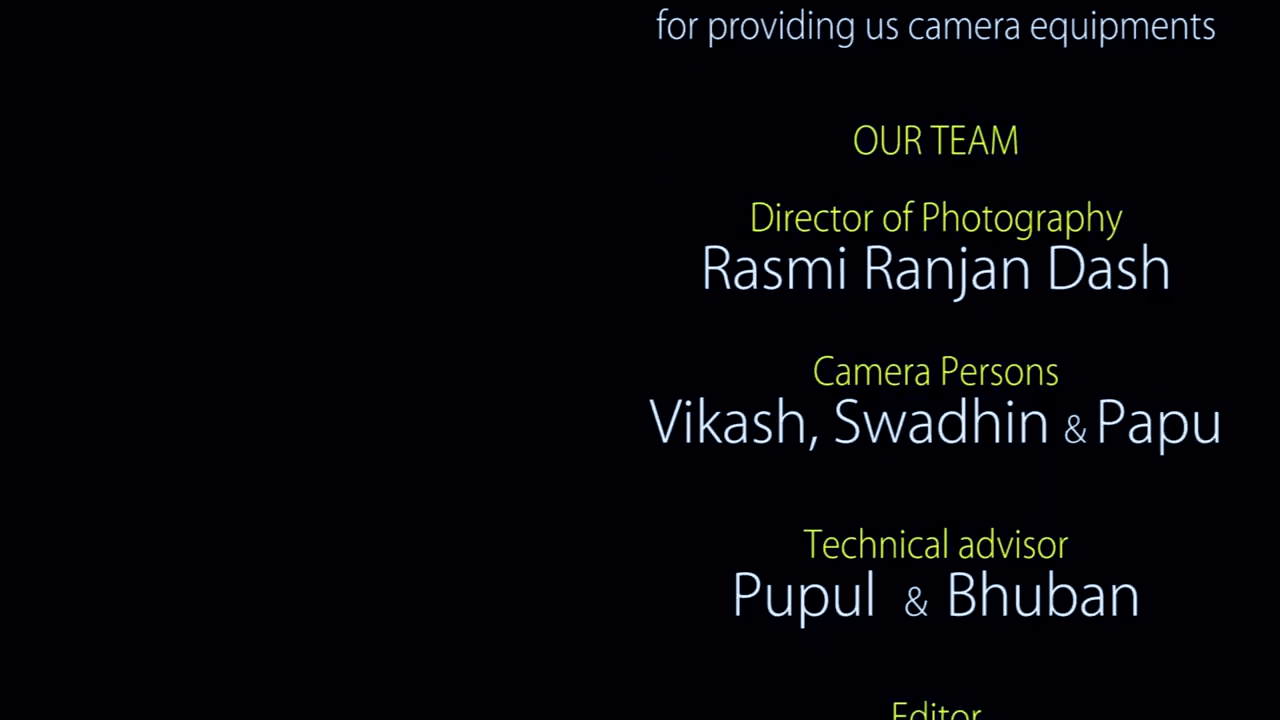 for providing us camera equipments
OUR TEAM
Director of Photography
Rasmi Ranjan Dash
Camera Persons
Vikash, Swadhin & Papu
Technical advisor
Pupul & Bhuban
Editor